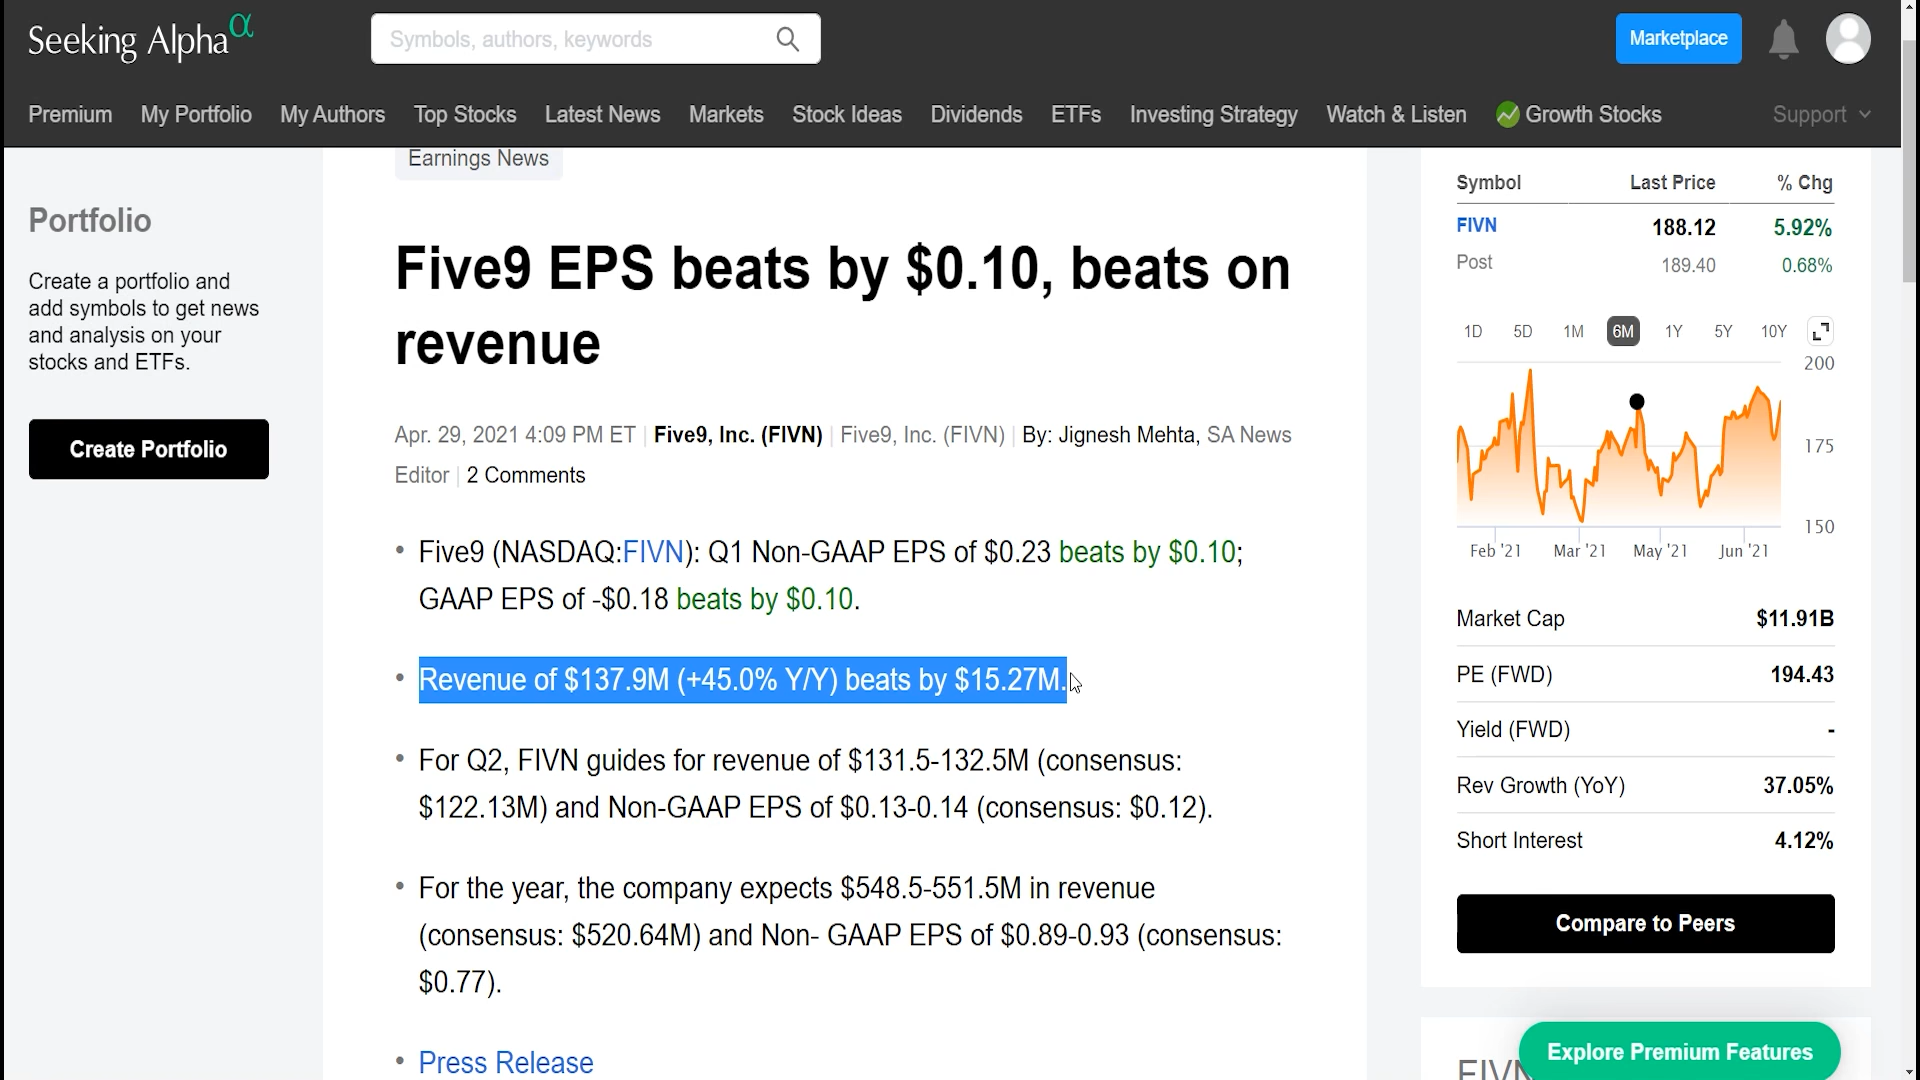 Seeking Alpha α
Symbols, authors, keywords
Marketplace
Premium My Portfolio My Authors Top Stocks Latest News Markets Stock Ideas Dividends ETFs Investing Strategy Watch & Listen Growth Stocks Support
Portfolio
Create a portfolio and
add symbols to get news
and analysis on your
stocks and ETFs.
Create Portfolio
Earnings News
Five9 EPS beats by $0.10, beats on
revenue
Apr. 29, 2021 4:09 PM ET | Five9, Inc. (FIVN) | Five9, Inc. (FIVN) | By: Jignesh Mehta, SA News
Editor | 2 Comments
• Five9 (NASDAQ:FIVN): Q1 Non-GAAP EPS of $0.23 beats by $0.10;
GAAP EPS of -$0.18 beats by $0.10.
• Revenue of $137.9M (+45.0% Y/Y) beats by $15.27M.
• For Q2, FIVN guides for revenue of $131.5-132.5M (consensus:
$122.13M) and Non-GAAP EPS of $0.13-0.14 (consensus: $0.12).
• For the year, the company expects $548.5-551.5M in revenue
(consensus: $520.64M) and Non- GAAP EPS of $0.89-0.93 (consensus:
$0.77).
• Press Release
Symbol Last Price % Chg
FIVN 188.12 5.92%
Post 189.40 0.68%
1D 5D 1M 6M 1Y 5Y 10Y
200
175
150
Feb '21 Mar '21 May '21 Jun '21
Market Cap $11.91B
PE (FWD) 194.43
Yield (FWD) -
Rev Growth (YoY) 37.05%
Short Interest 4.12%
Compare to Peers
FIVN
Explore Premium Features